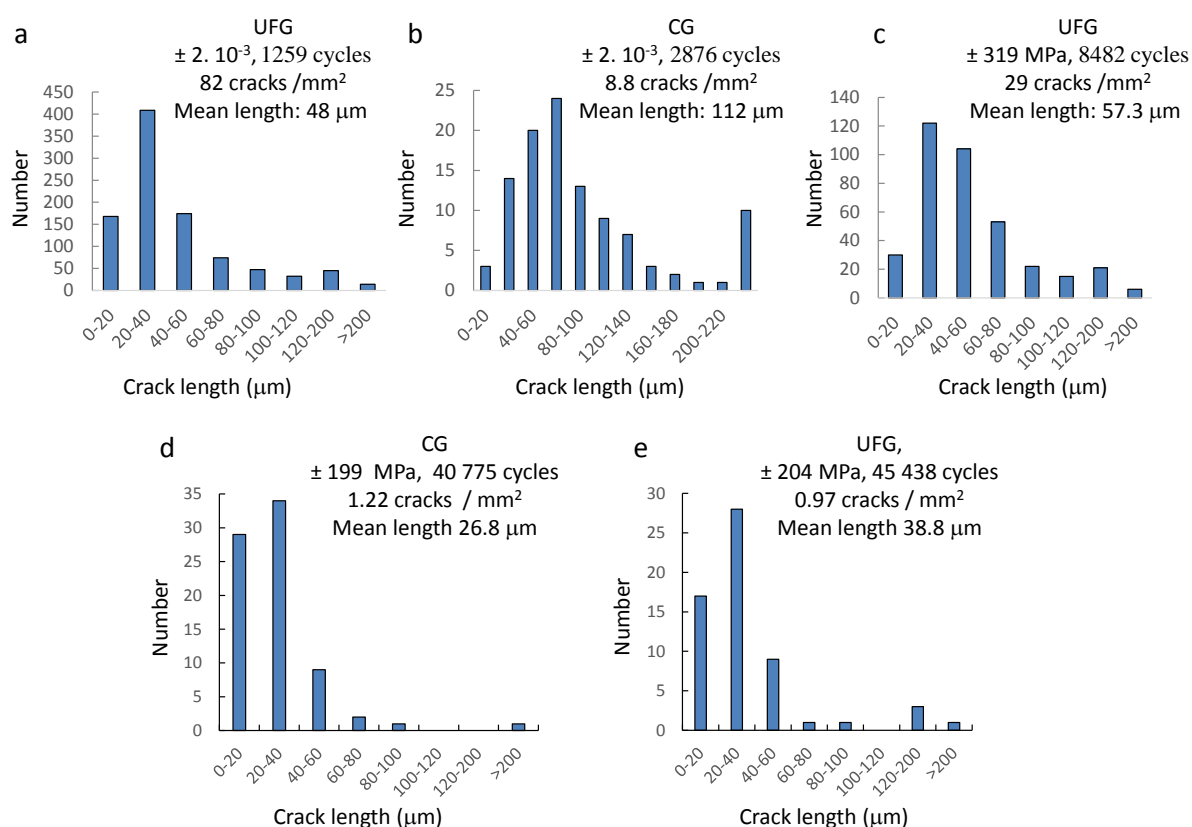 a
UFG
± 2. 10⁻³, 1259 cycles
82 cracks /mm²
Mean length: 48 μm
450
400
350
300
250
200
150
100
50
0
Number
0-20
20-40
40-60
60-80
80-100
100-120
120-200
>200
Crack length (μm)
b
CG
± 2. 10⁻³, 2876 cycles
8.8 cracks /mm²
Mean length: 112 μm
25
20
15
10
5
0
Number
0-20
40-60
80-100
120-140
160-180
200-220
Crack length (μm)
c
UFG
± 319 MPa, 8482 cycles
29 cracks /mm²
Mean length: 57.3 μm
140
120
100
80
60
40
20
0
Number
0-20
20-40
40-60
60-80
80-100
100-120
120-200
>200
Crack length (μm)
d
CG
± 199 MPa, 40 775 cycles
1.22 cracks / mm²
Mean length 26.8 μm
35
30
25
20
15
10
5
0
Number
0-20
20-40
40-60
60-80
80-100
100-120
120-200
>200
Crack length (μm)
e
UFG,
± 204 MPa, 45 438 cycles
0.97 cracks / mm²
Mean length 38.8 μm
30
25
20
15
10
5
0
Number
0-20
20-40
40-60
60-80
80-100
100-120
120-200
>200
Crack length (μm)